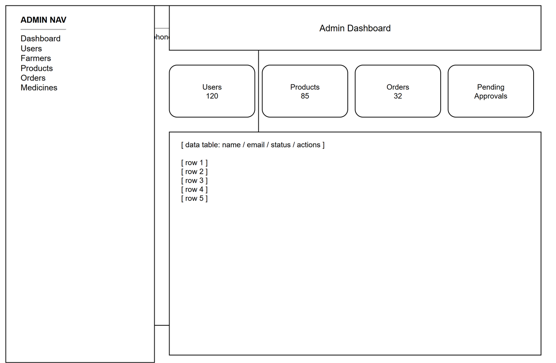 ADMIN NAV
Dashboard
Users
Farmers
Products
Orders
Medicines
Admin Dashboard
Users
120
Products
85
Orders
32
Pending
Approvals
[ data table: name / email / status / actions ]
[ row 1 ]
[ row 2 ]
[ row 3 ]
[ row 4 ]
[ row 5 ]